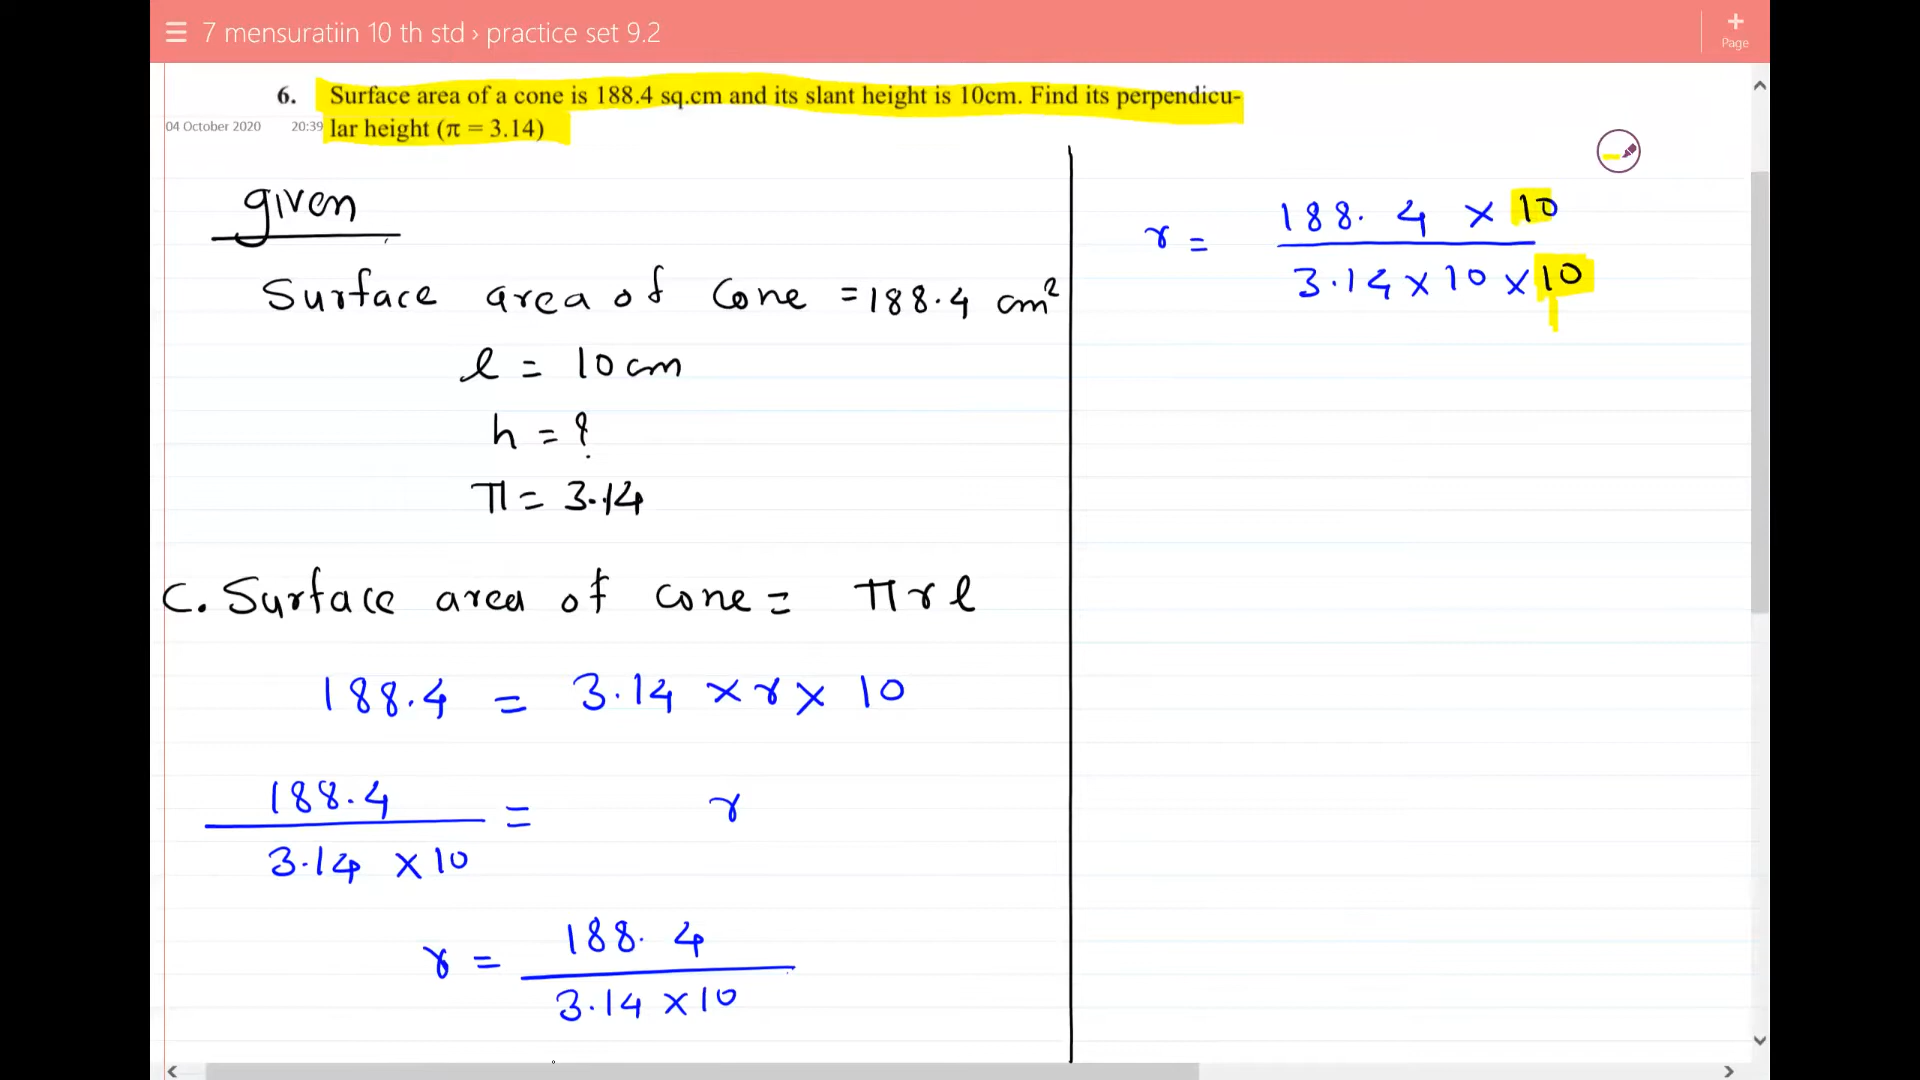 7 mensuratiin 10 th std › practice set 9.2
+
Page
6. Surface area of a cone is 188.4 sq.cm and its slant height is 10cm. Find its perpendicu-
04 October 2020 20:39 lar height (π = 3.14)
given
Surface area of Cone = 188.4 cm²
l = 10 cm
h = ?
π = 3.14
C. Surface area of cone = π r l
188.4 = 3.14 × r × 10
188.4
=
r
3.14 × 10
188.4
r =
3.14 × 10
188.4 × 10
r =
3.14 × 10 × 10